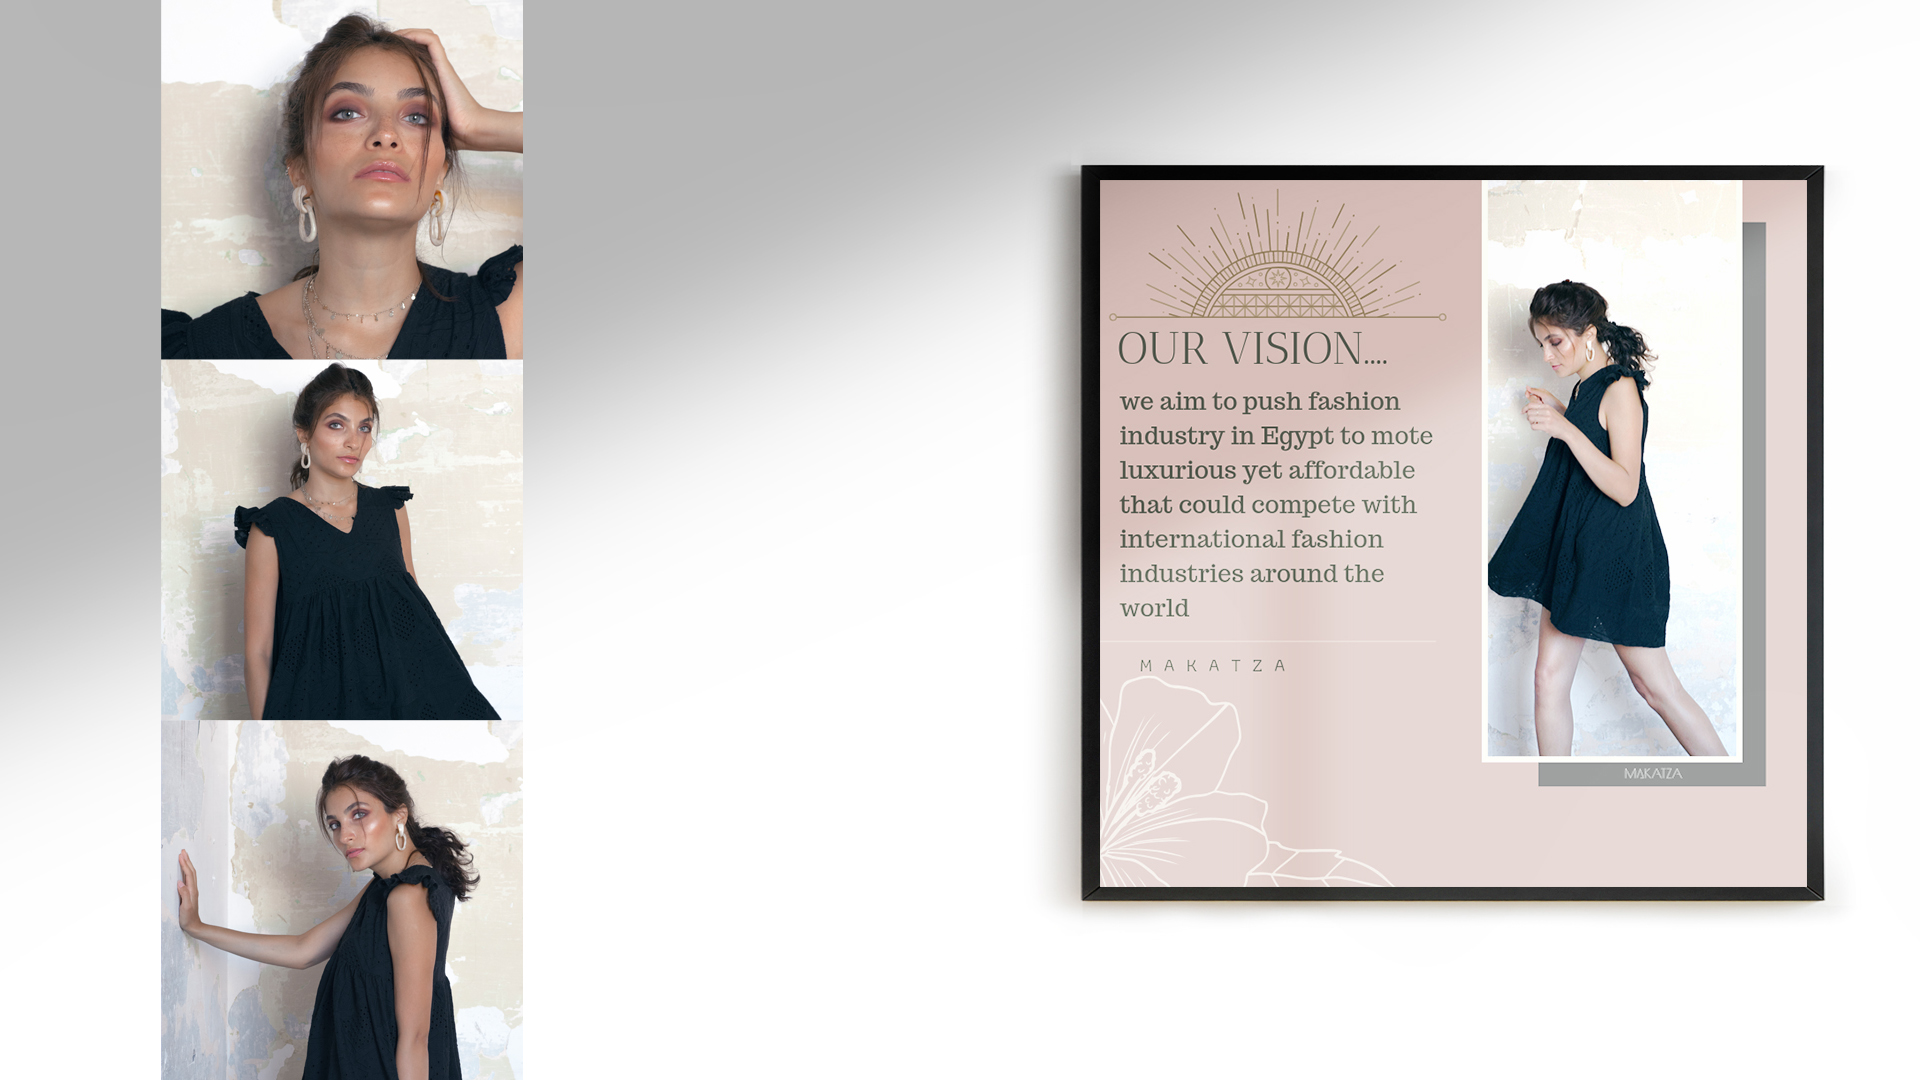 OUR VISION....
we aim to push fashion
industry in Egypt to mote
luxurious yet affordable
that could compete with
international fashion
industries around the
world
MAKATZA
MAKATZA